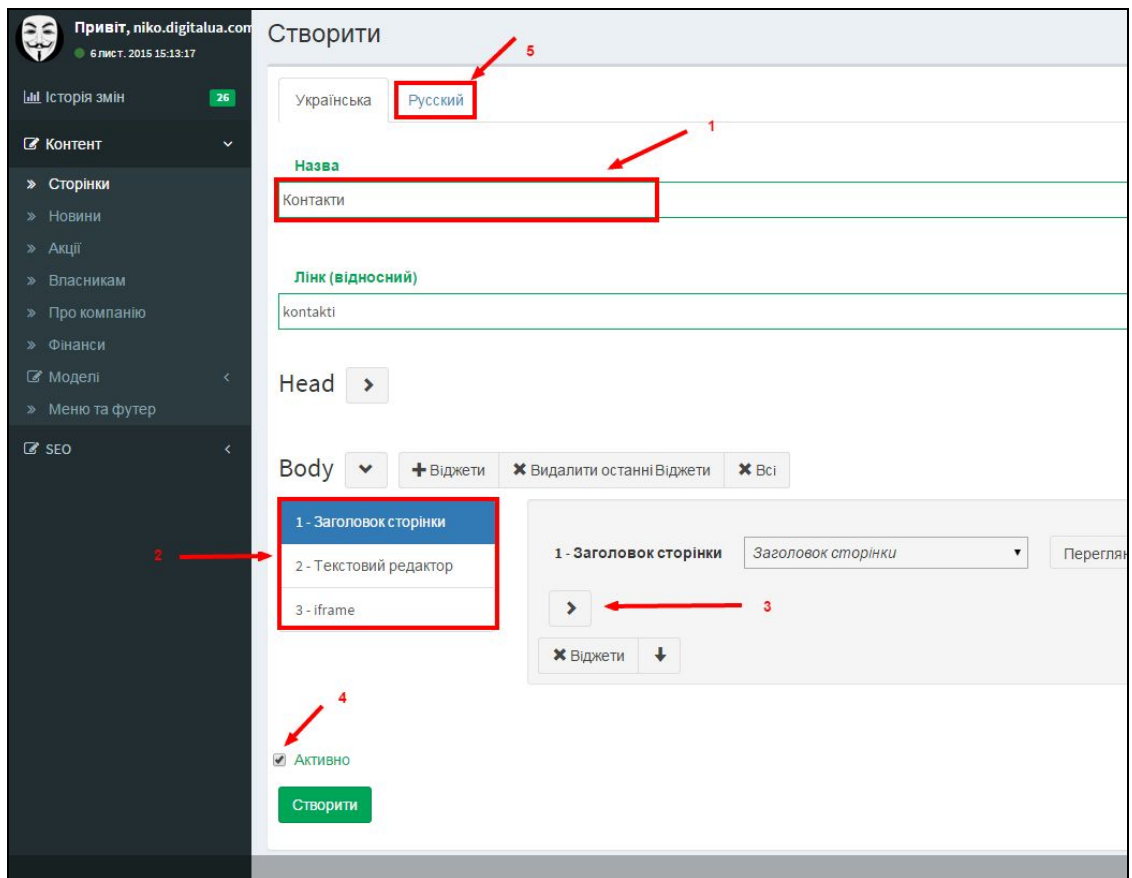 Привіт, niko.digitalua.com
6 лист. 2015 15:13:17
Історія змін 26
Контент
Сторінки
Новини
Акції
Власникам
Про компанію
Фінанси
Моделі
Меню та футер
SEO
Створити
5
Українська Русский
1
Назва
Контакти
Лінк (відносний)
kontakti
Head
Body Віджети Видалити останні Віджети Всі
1 - Заголовок сторінки
2 - Текстовий редактор
3 - iframe
2
1 - Заголовок сторінки Заголовок сторінки
3
Віджети
4
Активно
Створити